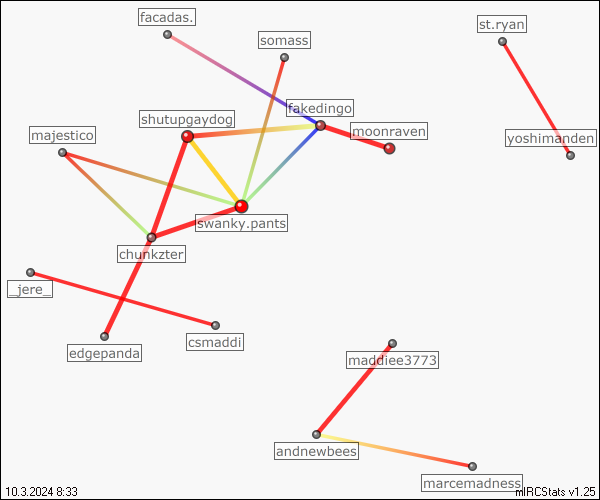 facadas.
st.ryan
somass
fakedingo
shutupgaydog
moonraven
majestico
yoshimanden
swanky.pants
chunkzter
_jere_
csmaddi
edgepanda
maddiee3773
andnewbees
marcemadness
10.3.2024 8:33
mIRCStats v1.25